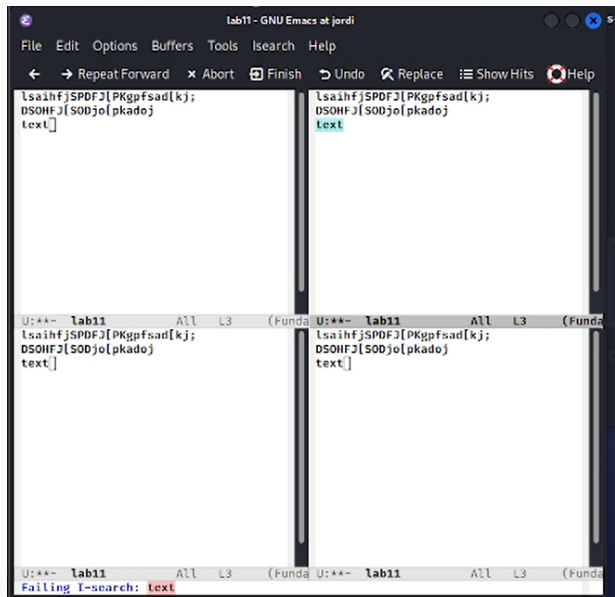 lab11 - GNU Emacs at jordi
File Edit Options Buffers Tools Isearch Help
Repeat Forward Abort Finish Undo Replace Show Hits Help
lsaihfjSPDFJ[PKgpfsad[kj;
DSOHFJ[SODjo[pkadoj
text
lsaihfjSPDFJ[PKgpfsad[kj;
DSOHFJ[SODjo[pkadoj
text
U:**- lab11 All L3 (Funda
U:**- lab11 All L3 (Funda
lsaihfjSPDFJ[PKgpfsad[kj;
DSOHFJ[SODjo[pkadoj
text
lsaihfjSPDFJ[PKgpfsad[kj;
DSOHFJ[SODjo[pkadoj
text
U:**- lab11 All L3 (Funda
U:**- lab11 All L3 (Funda
Failing I-search: text